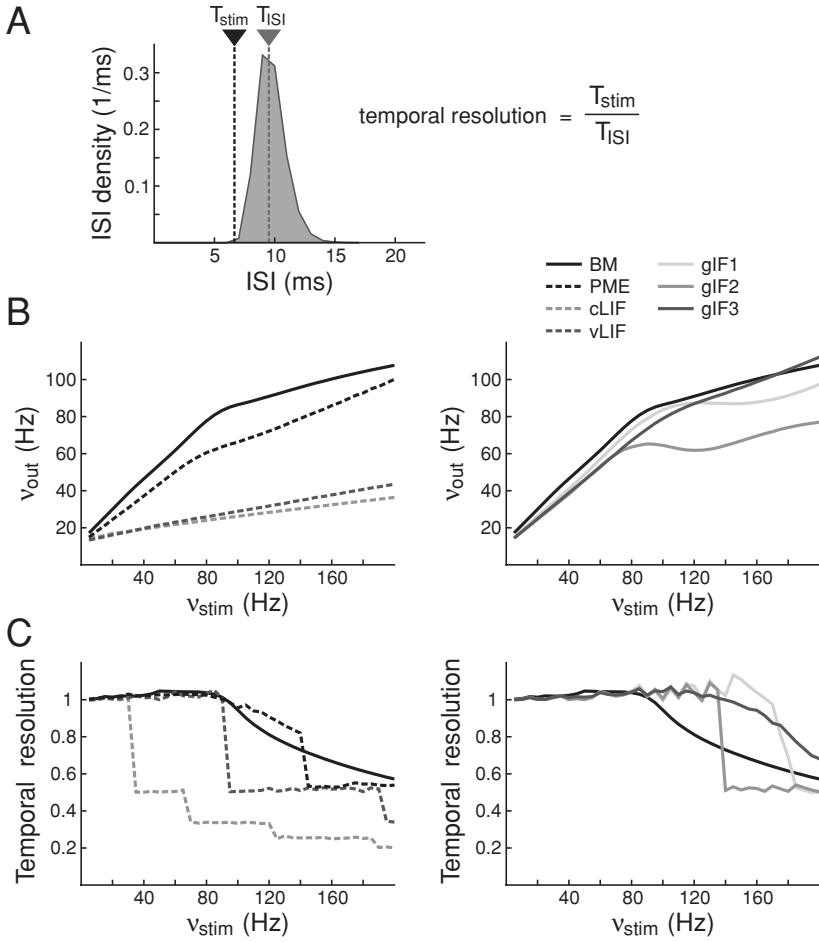 A
T_stim T_ISI
ISI density (1/ms)
0.3
0.2
0.1
5 10 15 20
ISI (ms)
temporal resolution = T_stim / T_ISI
BM gIF1
PME gIF2
cLIF gIF3
vLIF
B
ν_out (Hz)
100
80
60
40
20
40 80 120 160
ν_stim (Hz)
ν_out (Hz)
100
80
60
40
20
40 80 120 160
ν_stim (Hz)
C
Temporal resolution
1
0.8
0.6
0.4
0.2
40 80 120 160
ν_stim (Hz)
Temporal resolution
1
0.8
0.6
0.4
0.2
40 80 120 160
ν_stim (Hz)